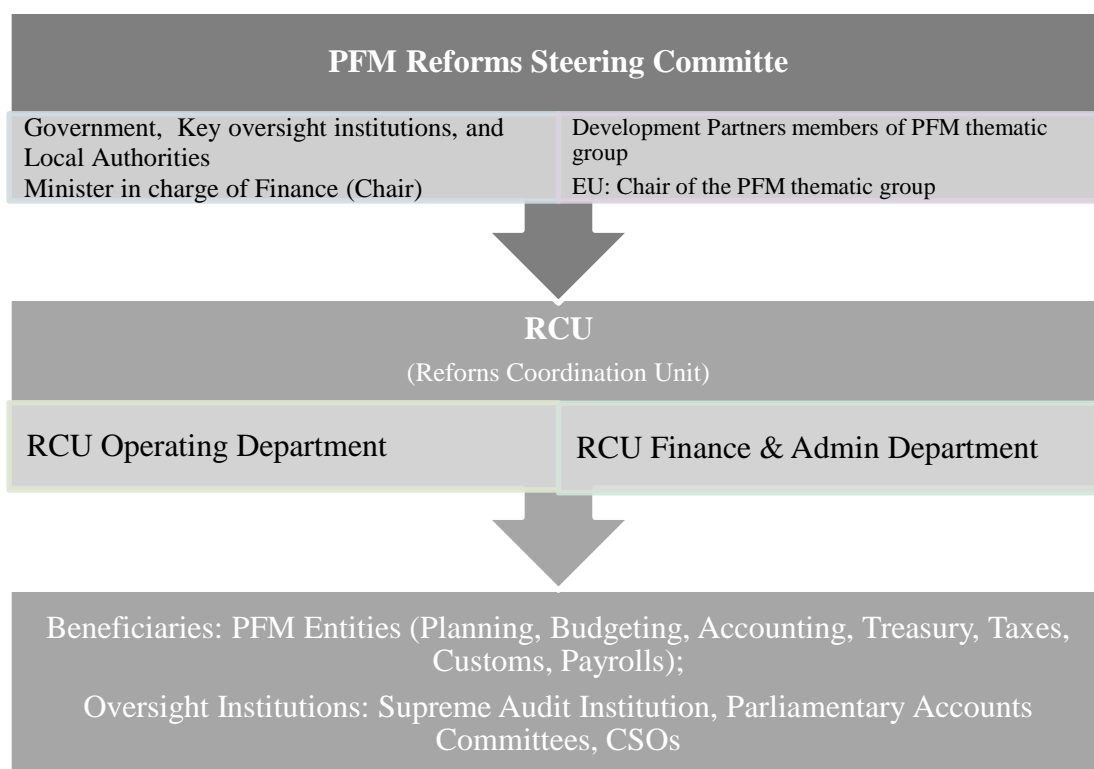 PFM Reforms Steering Committe
Government, Key oversight institutions, and
Local Authorities
Minister in charge of Finance (Chair)
Development Partners members of PFM thematic
group
EU: Chair of the PFM thematic group
RCU
(Reforns Coordination Unit)
RCU Operating Department
RCU Finance & Admin Department
Beneficiaries: PFM Entities (Planning, Budgeting, Accounting, Treasury, Taxes,
Customs, Payrolls);
Oversight Institutions: Supreme Audit Institution, Parliamentary Accounts
Committees, CSOs